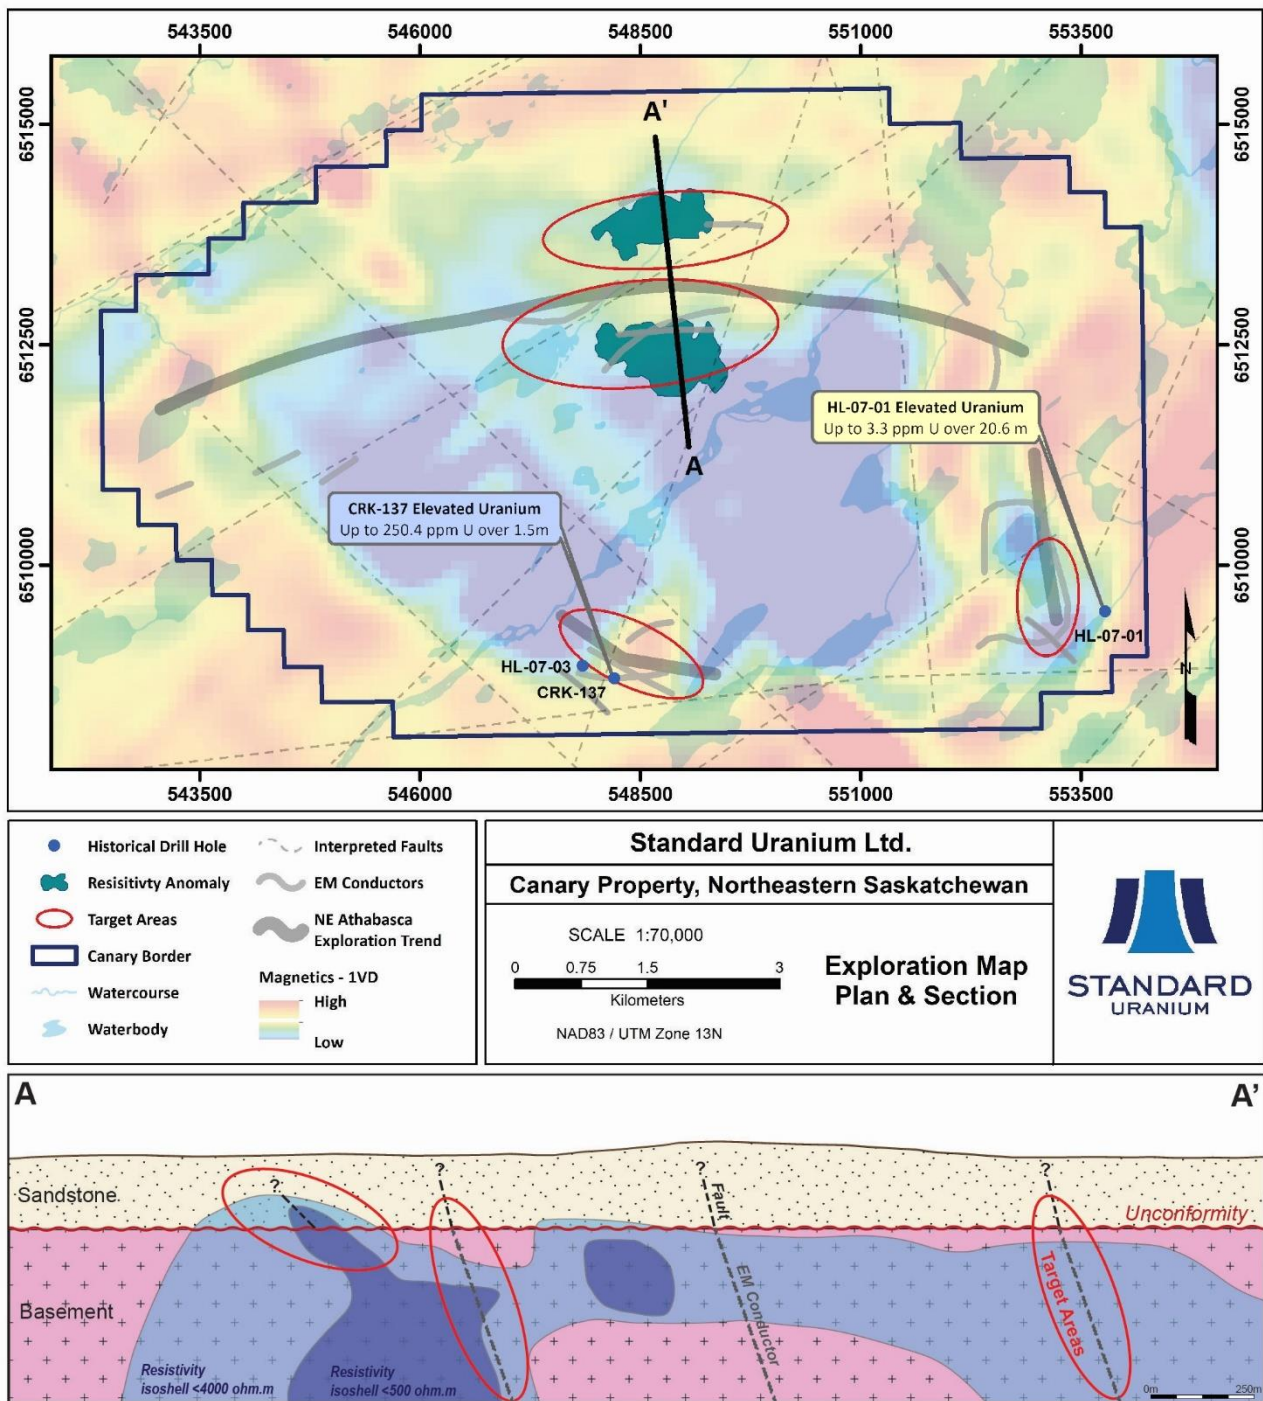 543500 546000 548500 551000 553500
6515000 6515000
A'
6512500 6512500
HL-07-01 Elevated Uranium
Up to 3.3 ppm U over 20.6 m
A
CRK-137 Elevated Uranium
Up to 250.4 ppm U over 1.5m
6510000 6510000
HL-07-01
HL-07-03
CRK-137
N
543500 546000 548500 551000 553500
Historical Drill Hole
Resisitivty Anomaly
Target Areas
Canary Border
Watercourse
Waterbody
Interpreted Faults
EM Conductors
NE Athabasca
Exploration Trend
Magnetics - 1VD
High
Low
Standard Uranium Ltd.
Canary Property, Northeastern Saskatchewan
SCALE 1:70,000
0 0.75 1.5 3
Kilometers
NAD83 / UTM Zone 13N
Exploration Map
Plan & Section
STANDARD
URANIUM
A A'
? ? ? ?
Sandstone
Fault
Unconformity
Basement
EM Conductor
Target Areas
Resistivity
isoshell <4000 ohm.m
Resistivity
isoshell <500 ohm.m
0m 250m